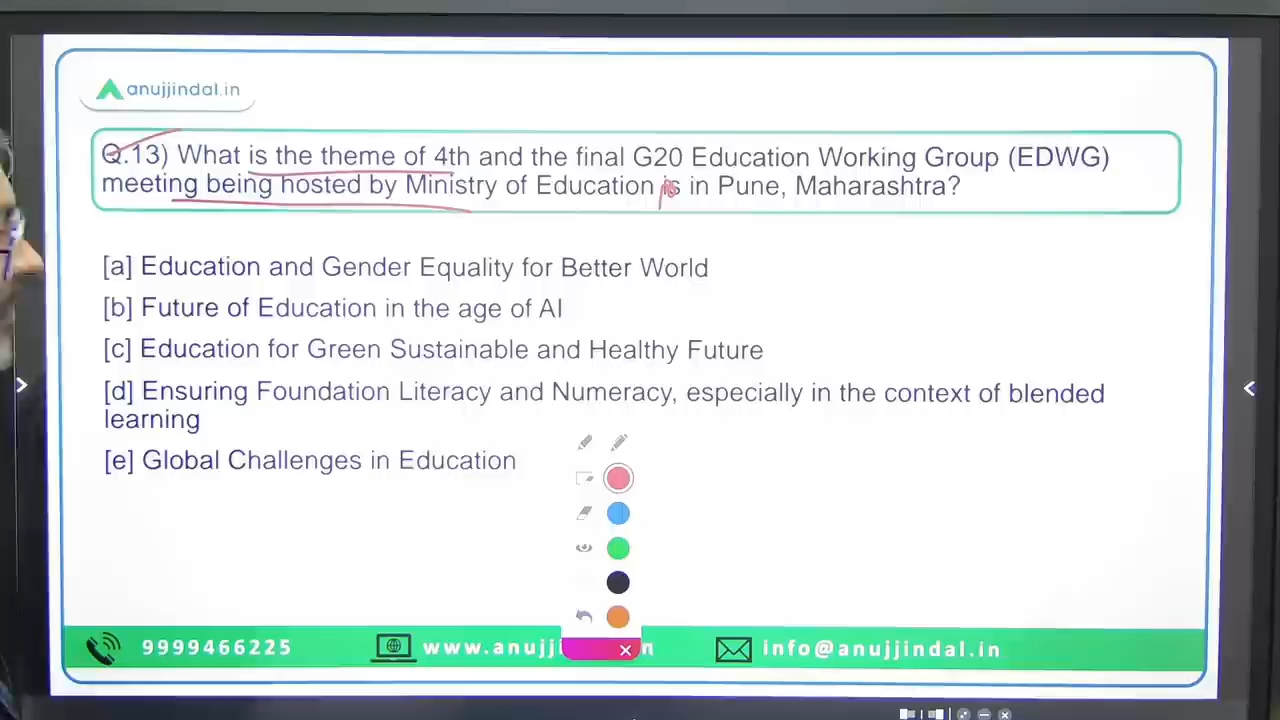 anujjindal.in
Q.13) What is the theme of 4th and the final G20 Education Working Group (EDWG)
meeting being hosted by Ministry of Education is in Pune, Maharashtra?
[a] Education and Gender Equality for Better World
[b] Future of Education in the age of AI
[c] Education for Green Sustainable and Healthy Future
[d] Ensuring Foundation Literacy and Numeracy, especially in the context of blended
learning
[e] Global Challenges in Education
9999466225 www.anujji n info@anujjindal.in